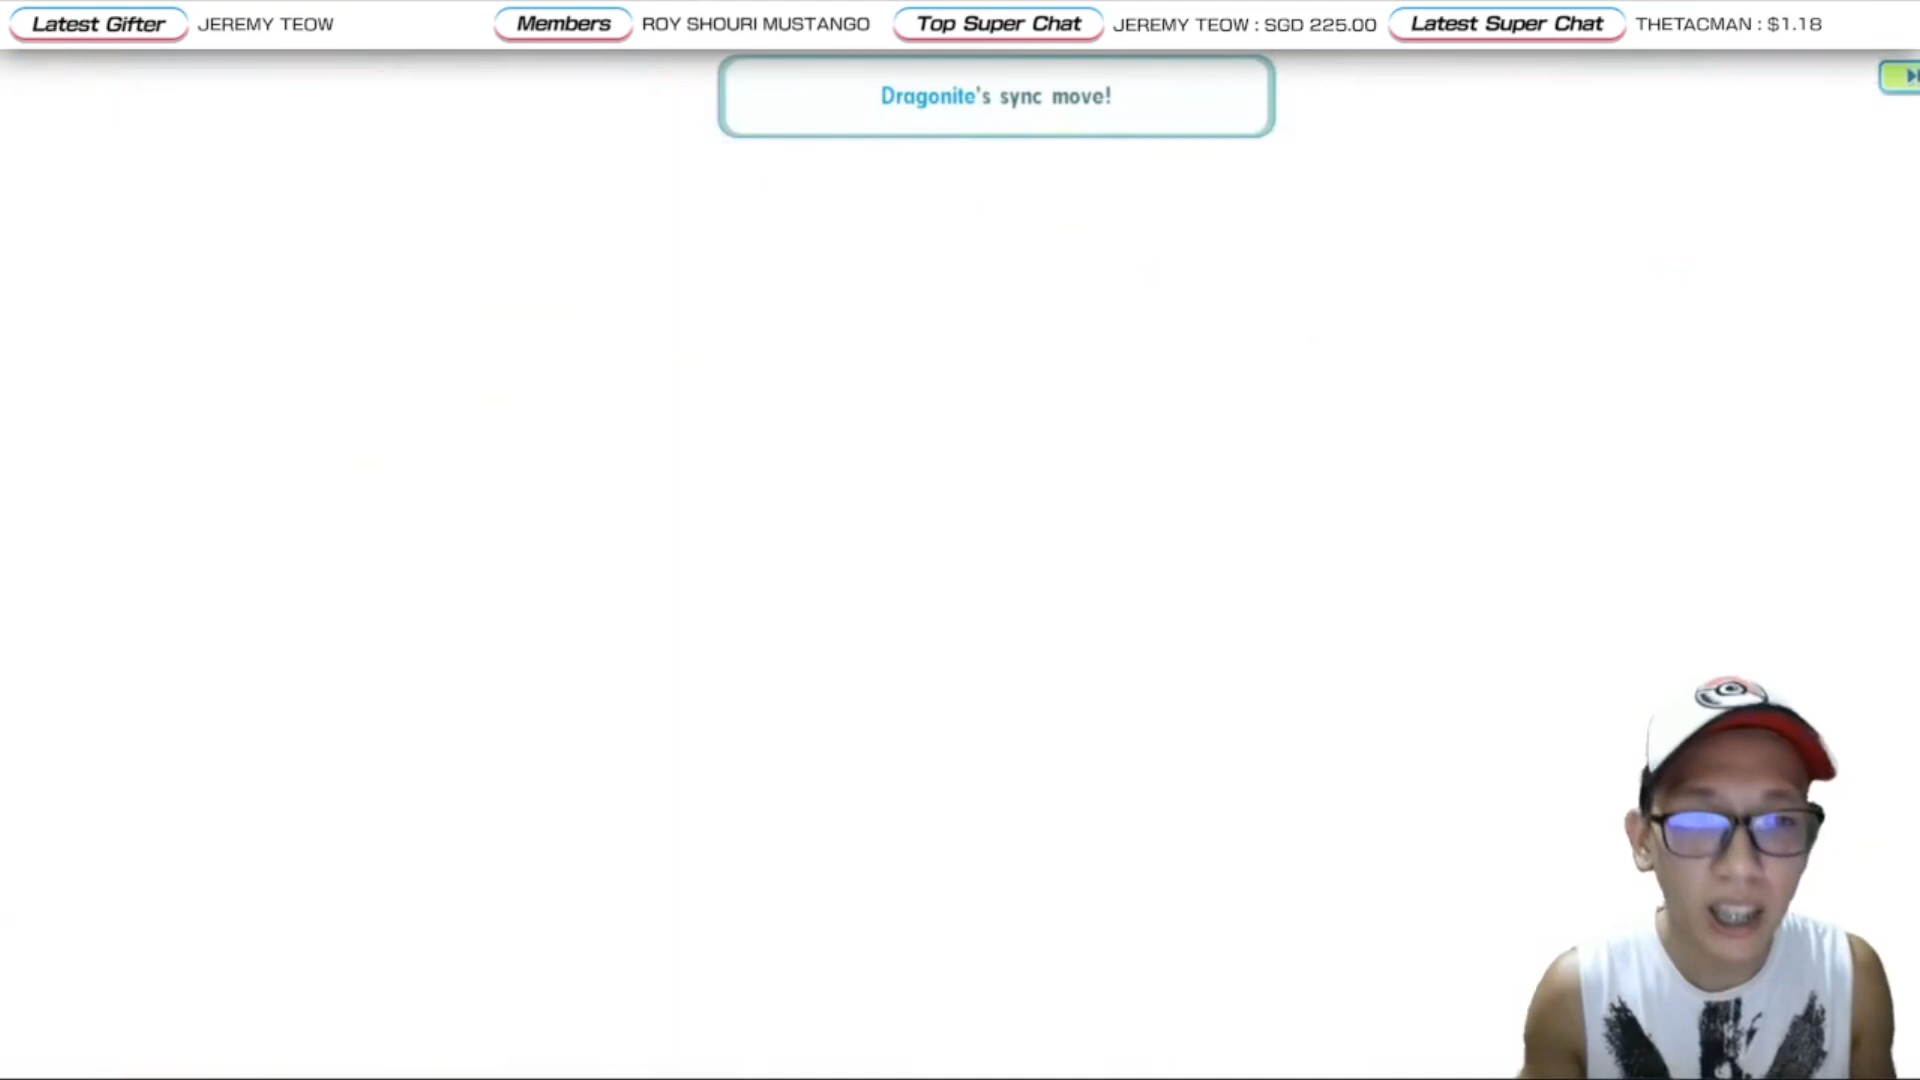 Latest Gifter JEREMY TEOW Members ROY SHOURI MUSTANGO Top Super Chat JEREMY TEOW : SGD 225.00 Latest Super Chat THETACMAN : $1.18
Dragonite's sync move!